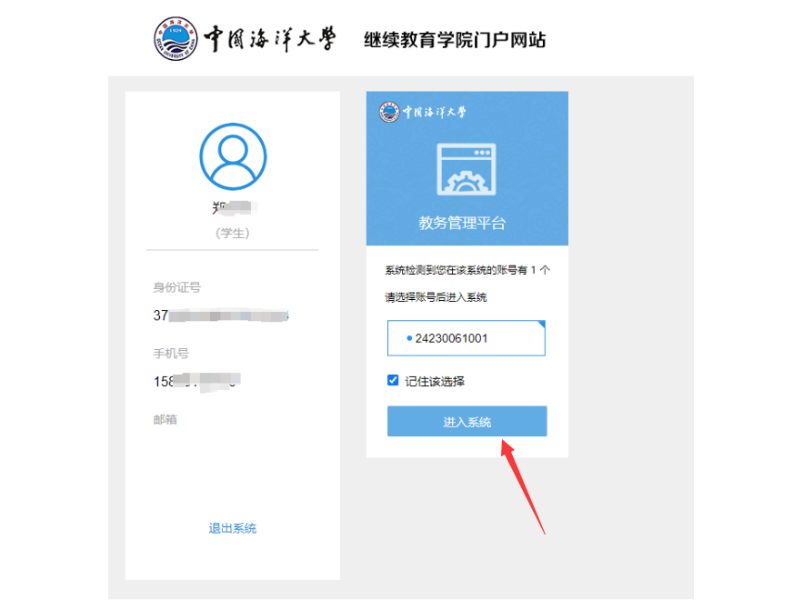 中国海洋大学 继续教育学院门户网站
郑
(学生)
身份证号
37
手机号
158
邮箱
退出系统
中国海洋大学
教务管理平台
系统检测到您在该系统的账号有 1 个
请选择账号后进入系统
24230061001
记住该选择
进入系统